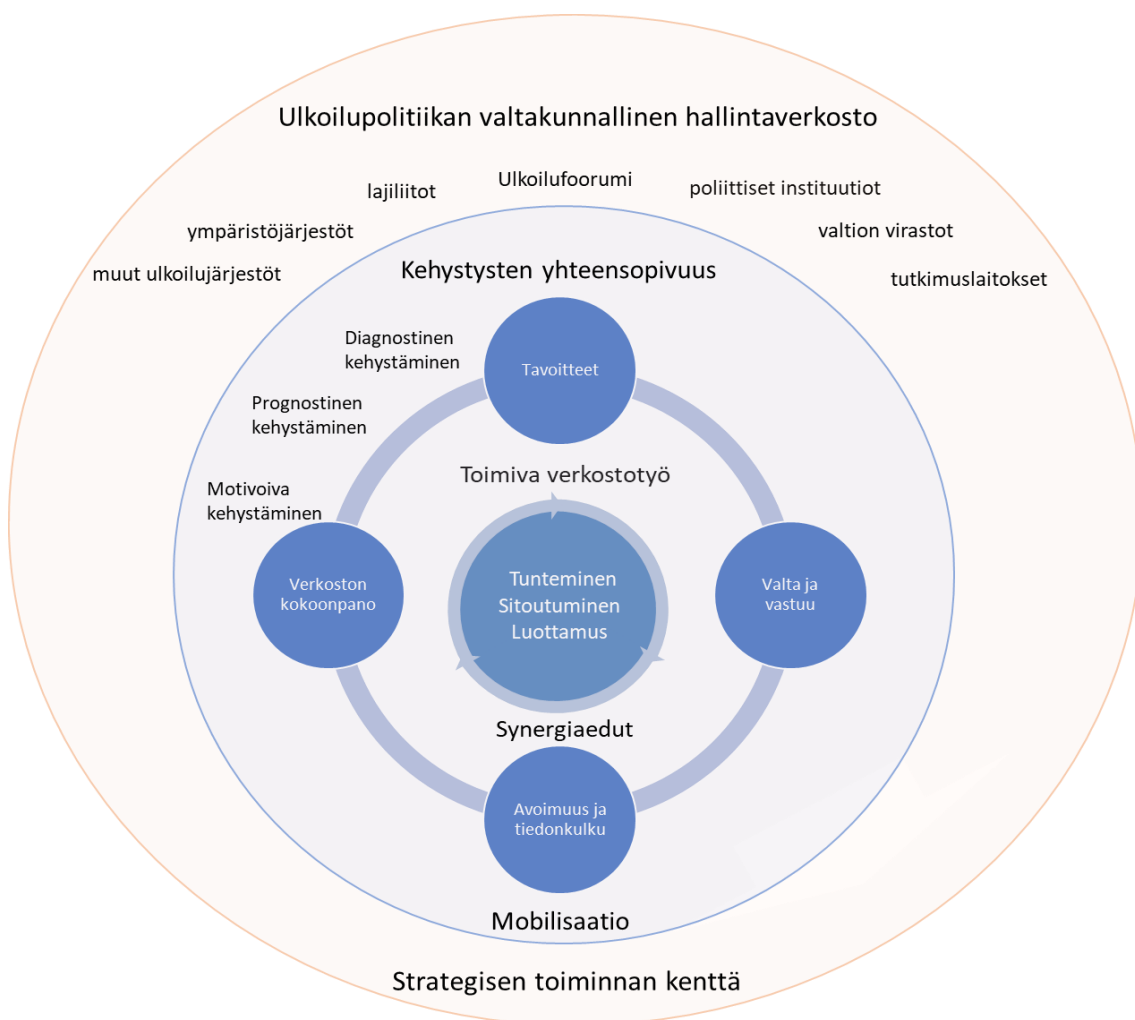 Ulkoilupolitiikan valtakunnallinen hallintaverkosto
Ulkoilufoorumi
lajiliitot
poliittiset instituutiot
ympäristöjärjestöt
valtion virastot
muut ulkoilujärjestöt
tutkimuslaitokset
Kehystysten yhteensopivuus
Diagnostinen
kehystäminen
Tavoitteet
Prognostinen
kehystäminen
Toimiva verkostotyö
Motivoiva
kehystäminen
Verkoston
kokoonpano
Tunteminen
Sitoutuminen
Luottamus
Valta ja
vastuu
Synergiaedut
Avoimuus ja
tiedonkulku
Mobilisaatio
Strategisen toiminnan kenttä